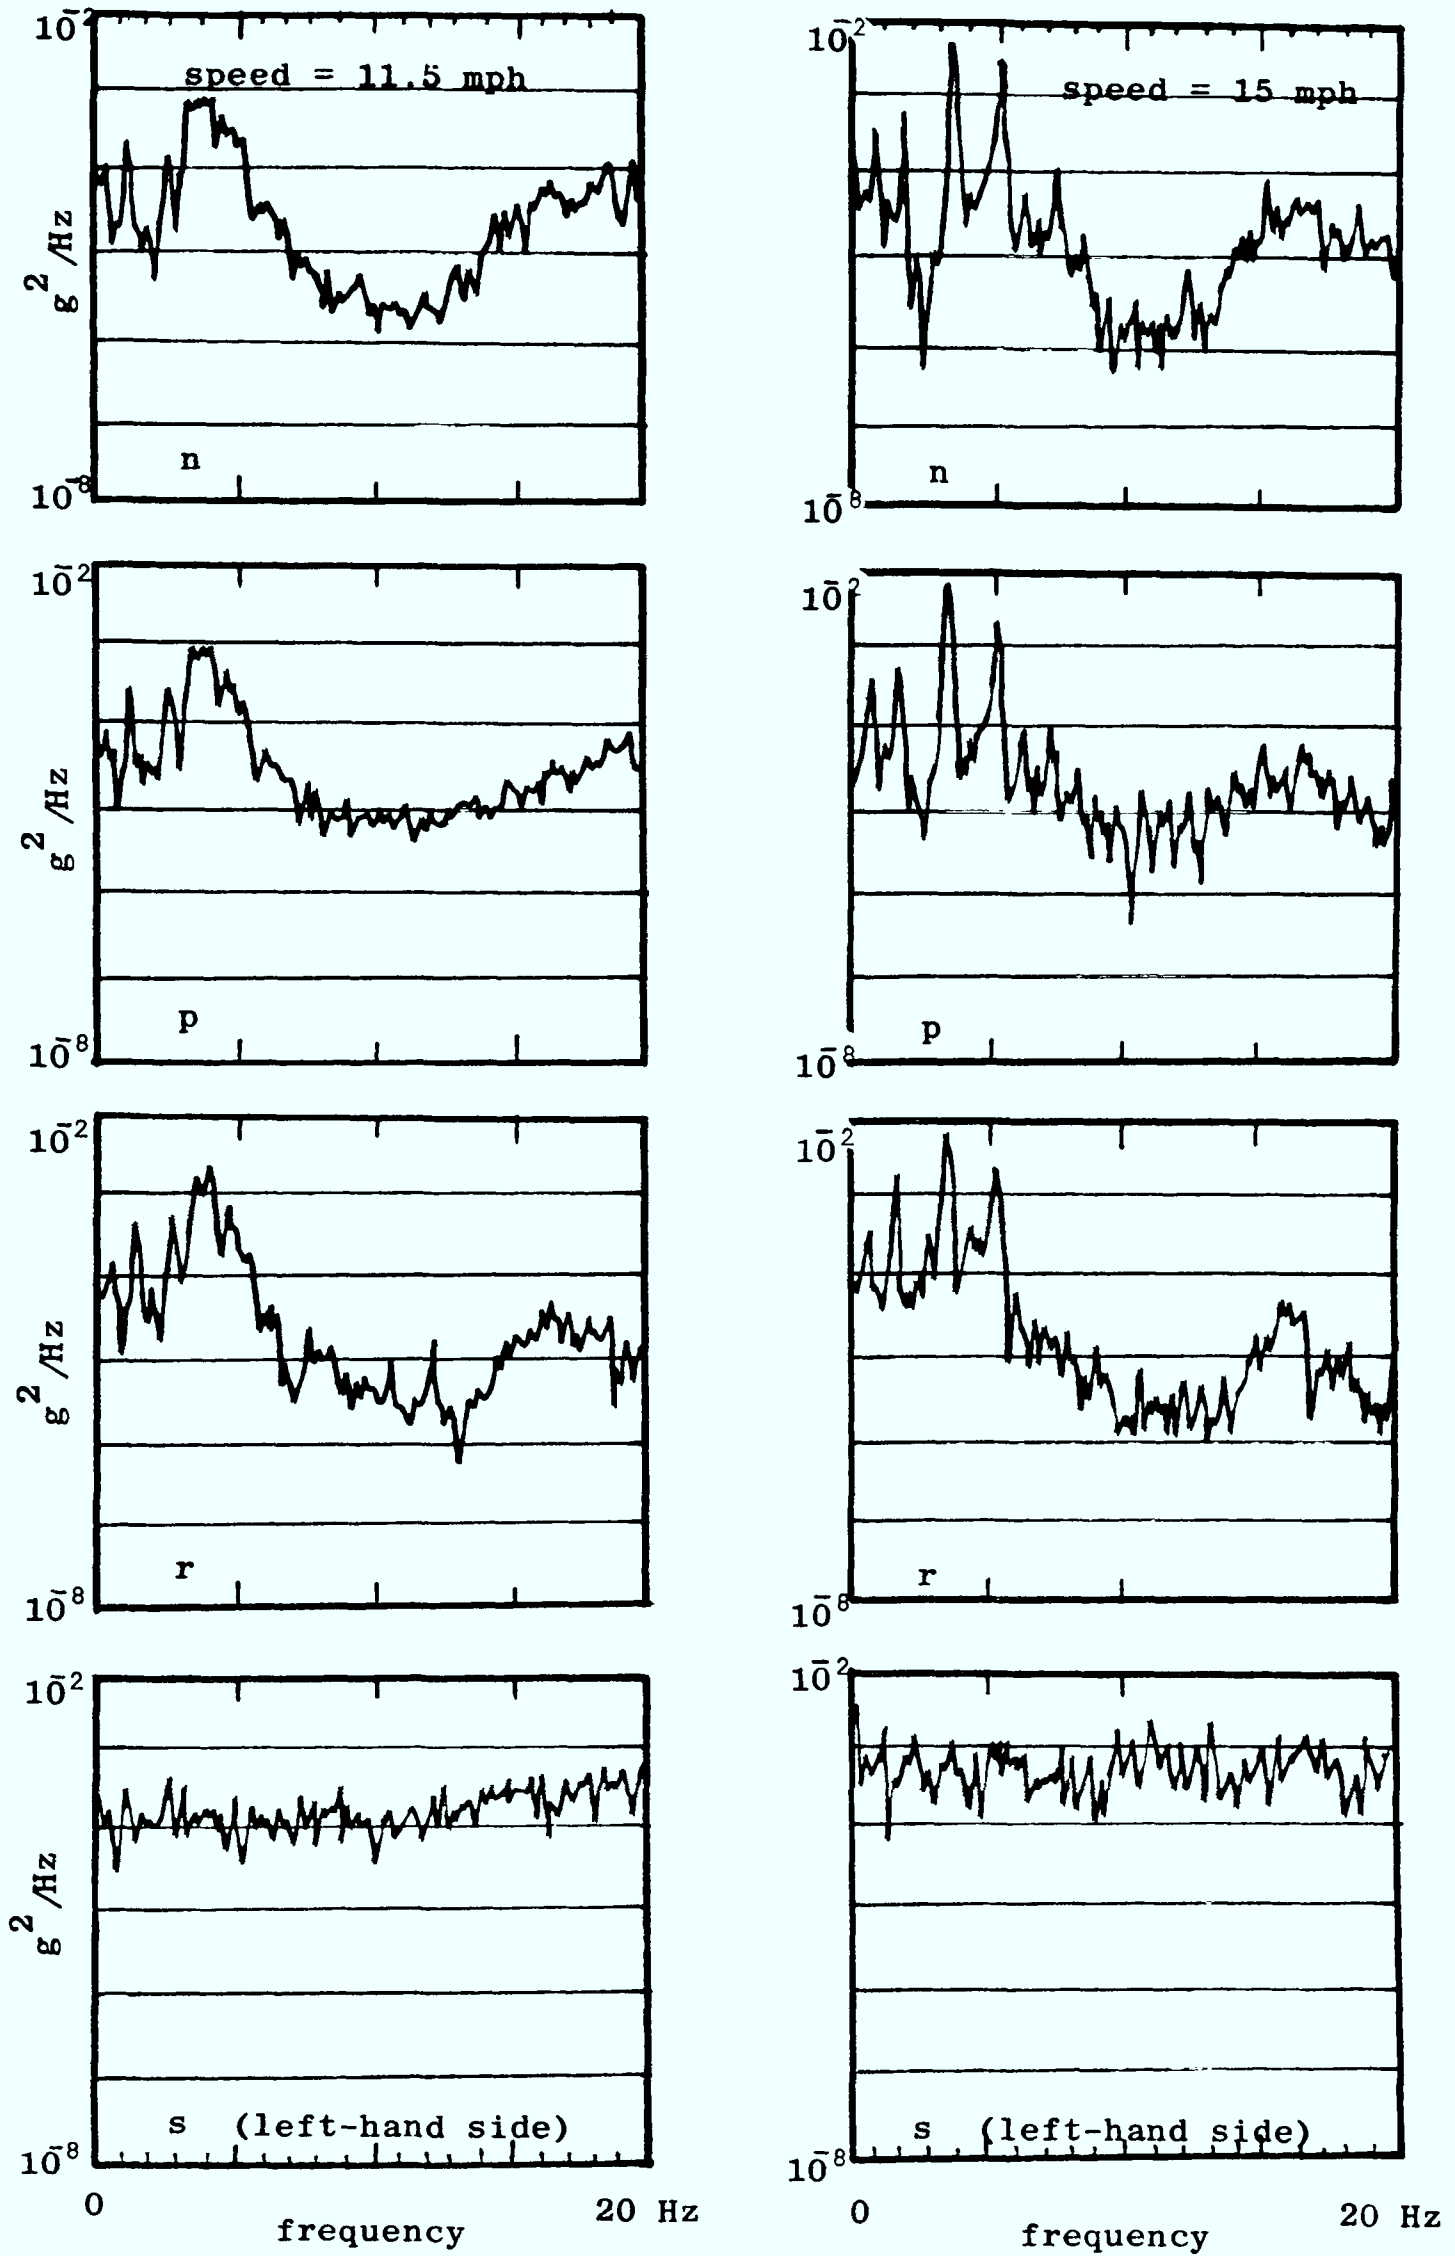 10⁻²
speed = 11.5 mph
g²/Hz
n
10⁻⁸
10⁻²
speed = 15 mph
n
10⁻⁸
10⁻²
g²/Hz
p
10⁻⁸
10⁻²
p
10⁻⁸
10⁻²
g²/Hz
r
10⁻⁸
10⁻²
r
10⁻⁸
10⁻²
g²/Hz
s (left-hand side)
10⁻⁸
0 20 Hz
frequency
10⁻²
s (left-hand side)
10⁻⁸
0 20 Hz
frequency